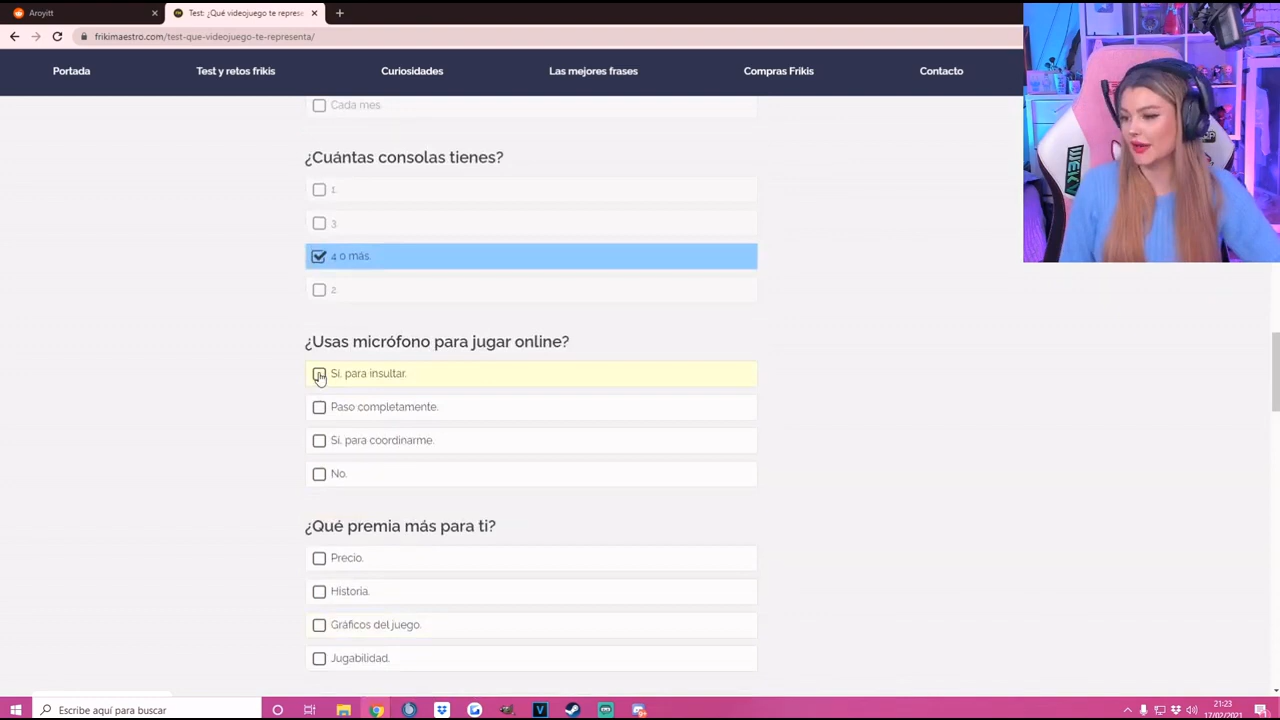 Aroyitt
Test: ¿Qué videojuego te represe
frikimaestro.com/test-que-videojuego-te-representa/
Portada
Test y retos frikis
Curiosidades
Las mejores frases
Compras Frikis
Contacto
Cada mes
¿Cuántas consolas tienes?
1.
3
4 o más.
2.
¿Usas micrófono para jugar online?
Sí, para insultar.
Paso completamente.
Sí, para coordinarme.
No.
¿Qué premia más para ti?
Precio.
Historia.
Gráficos del juego.
Jugabilidad.
Escribe aquí para buscar
21:23
17/02/2021